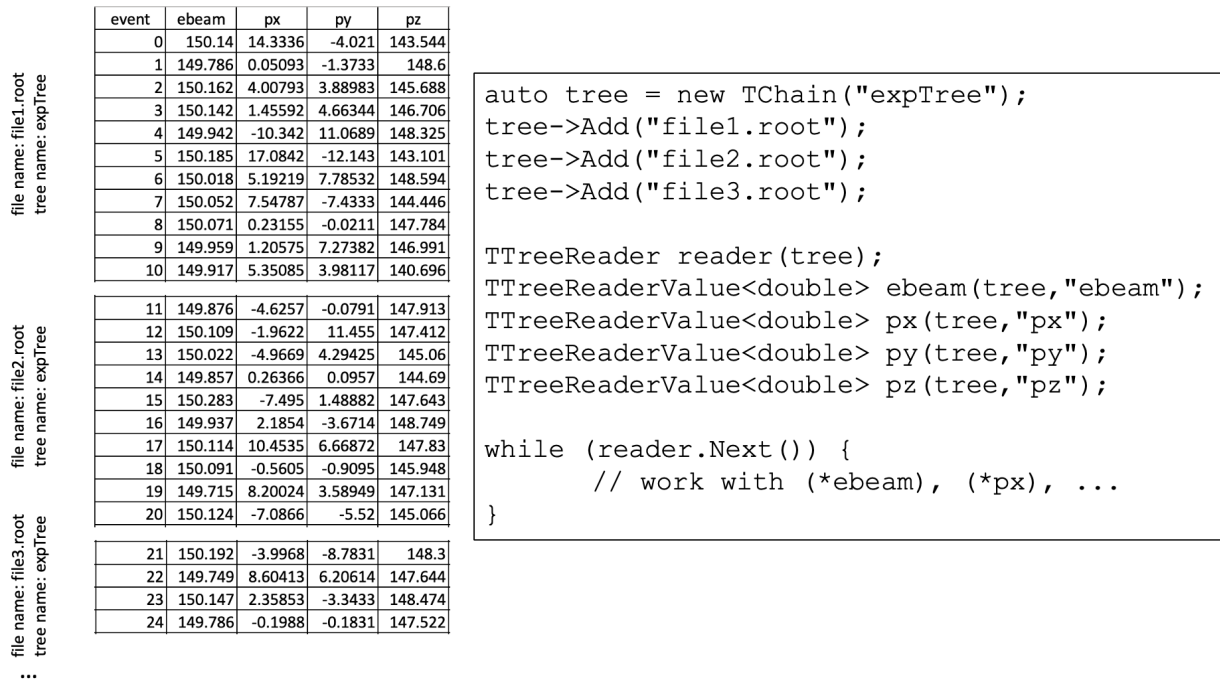 file name: file1.root
tree name: expTree
event ebeam px py pz
0 150.14 14.3336 -4.021 143.544
1 149.786 0.05093 -1.3733 148.6
2 150.162 4.00793 3.88983 145.688
3 150.142 1.45592 4.66344 146.706
4 149.942 -10.342 11.0689 148.325
5 150.185 17.0842 -12.143 143.101
6 150.018 5.19219 7.78532 148.594
7 150.052 7.54787 -7.4333 144.446
8 150.071 0.23155 -0.0211 147.784
9 149.959 1.20575 7.27382 146.991
10 149.917 5.35085 3.98117 140.696
file name: file2.root
tree name: expTree
11 149.876 -4.6257 -0.0791 147.913
12 150.109 -1.9622 11.455 147.412
13 150.022 -4.9669 4.29425 145.06
14 149.857 0.26366 0.0957 144.69
15 150.283 -7.495 1.48882 147.643
16 149.937 2.1854 -3.6714 148.749
17 150.114 10.4535 6.66872 147.83
18 150.091 -0.5605 -0.9095 145.948
19 149.715 8.20024 3.58949 147.131
20 150.124 -7.0866 -5.52 145.066
file name: file3.root
tree name: expTree
21 150.192 -3.9968 -8.7831 148.3
22 149.749 8.60413 6.20614 147.644
23 150.147 2.35853 -3.3433 148.474
24 149.786 -0.1988 -0.1831 147.522
...
auto tree = new TChain("expTree");
tree->Add("file1.root");
tree->Add("file2.root");
tree->Add("file3.root");
TTreeReader reader(tree);
TTreeReaderValue<double> ebeam(tree,"ebeam");
TTreeReaderValue<double> px(tree,"px");
TTreeReaderValue<double> py(tree,"py");
TTreeReaderValue<double> pz(tree,"pz");
while (reader.Next()) {
// work with (*ebeam), (*px), ...
}